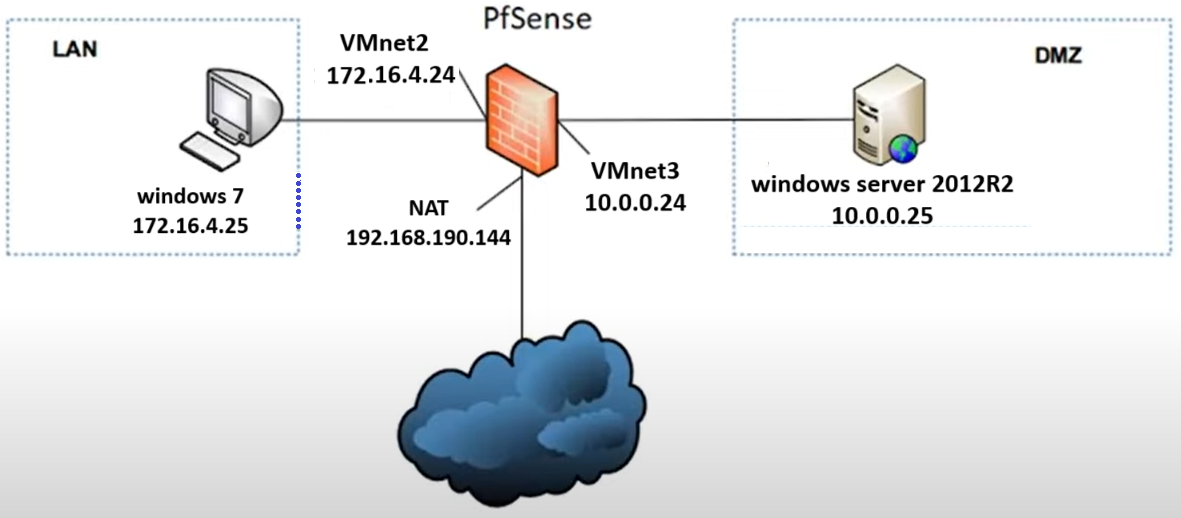 PfSense
LAN
VMnet2
172.16.4.24
DMZ
windows 7
172.16.4.25
NAT
192.168.190.144
VMnet3
10.0.0.24
windows server 2012R2
10.0.0.25